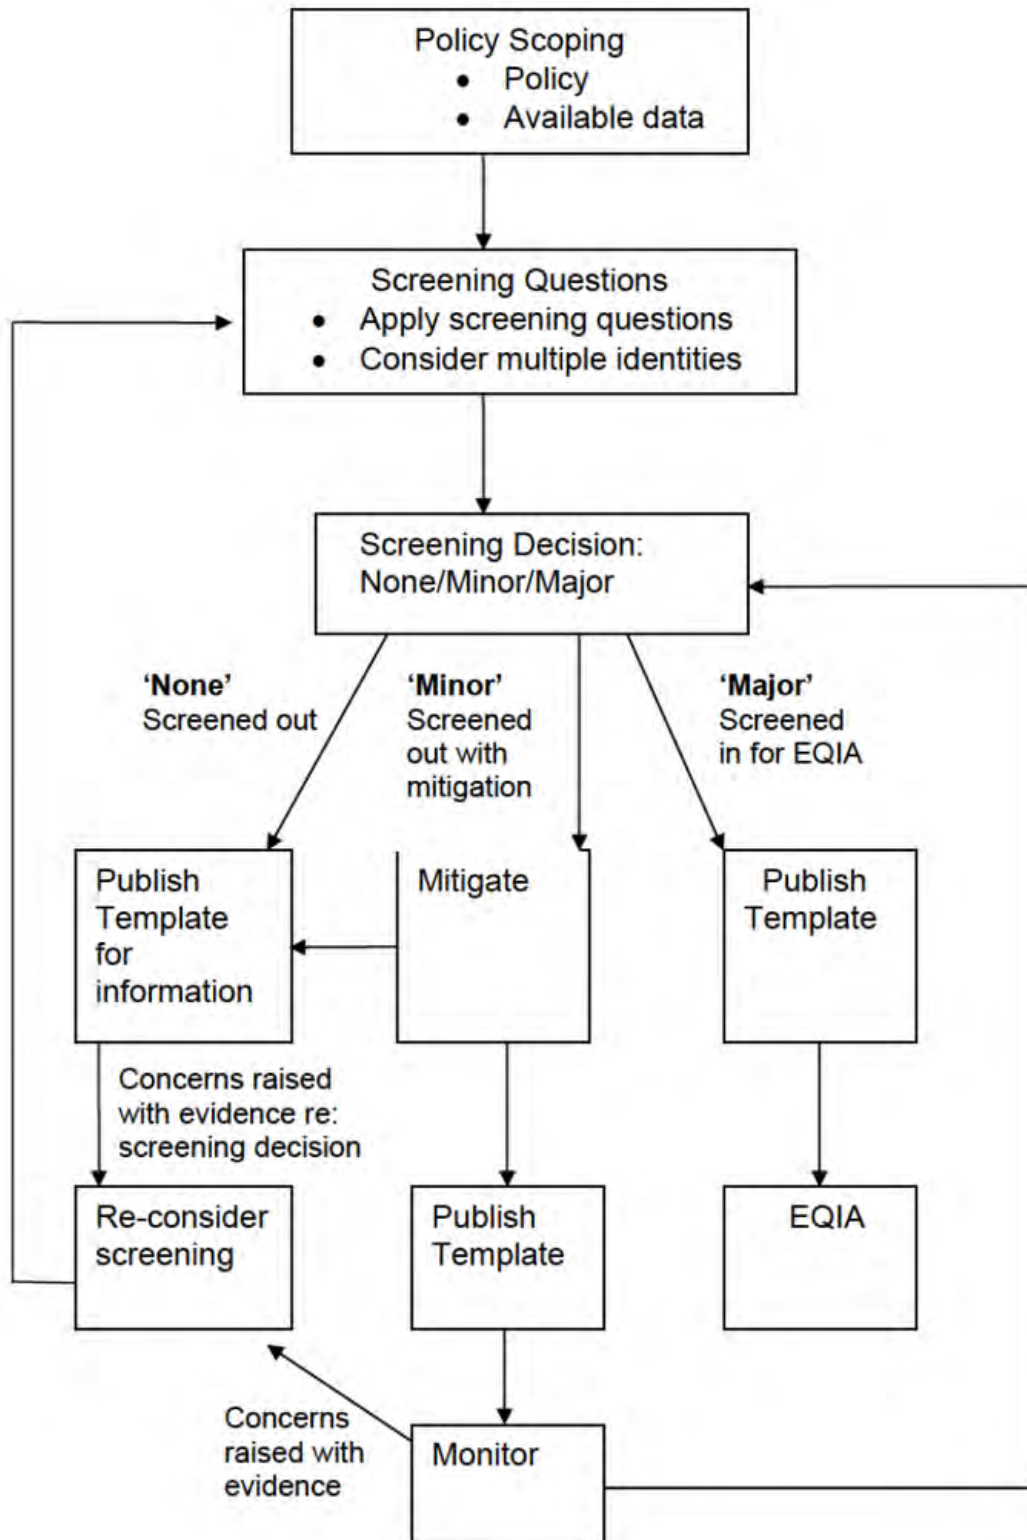 Policy Scoping
• Policy
• Available data
Screening Questions
• Apply screening questions
• Consider multiple identities
Screening Decision:
None/Minor/Major
‘None’
Screened out
‘Minor’
Screened
out with
mitigation
‘Major’
Screened
in for EQIA
Publish
Template
for
information
Mitigate
Publish
Template
Concerns raised
with evidence re:
screening decision
Re-consider
screening
Publish
Template
EQIA
Concerns
raised with
evidence
Monitor